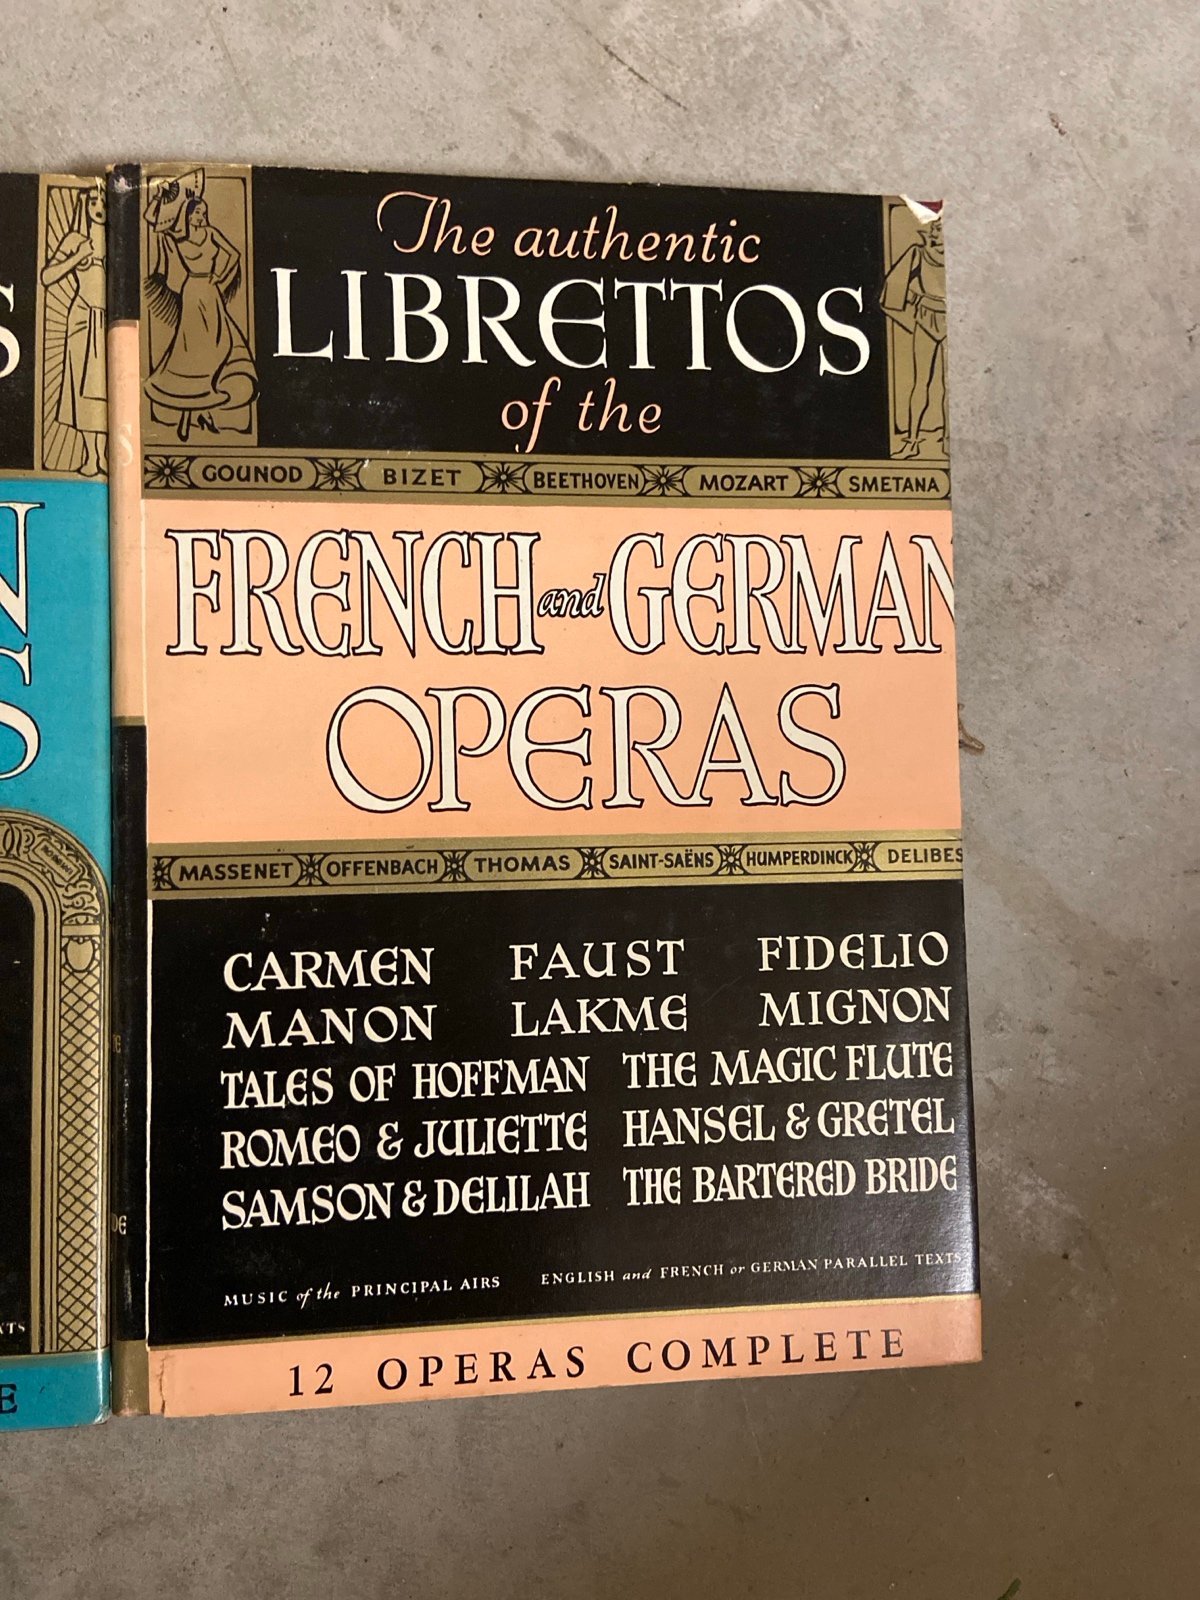 The authentic
LIBRETTOS
of the
GOUNOD BIZET BEETHOVEN MOZART SMETANA
FRENCH and GERMAN
OPERAS
MASSENET OFFENBACH THOMAS SAINT-SAËNS HUMPERDINCK DELIBES
CARMEN FAUST FIDELIO
MANON LAKME MIGNON
TALES OF HOFFMAN THE MAGIC FLUTE
ROMEO & JULIETTE HANSEL & GRETEL
SAMSON & DELILAH THE BARTERED BRIDE
MUSIC of the PRINCIPAL AIRS ENGLISH and FRENCH or GERMAN PARALLEL TEXTS
12 OPERAS COMPLETE